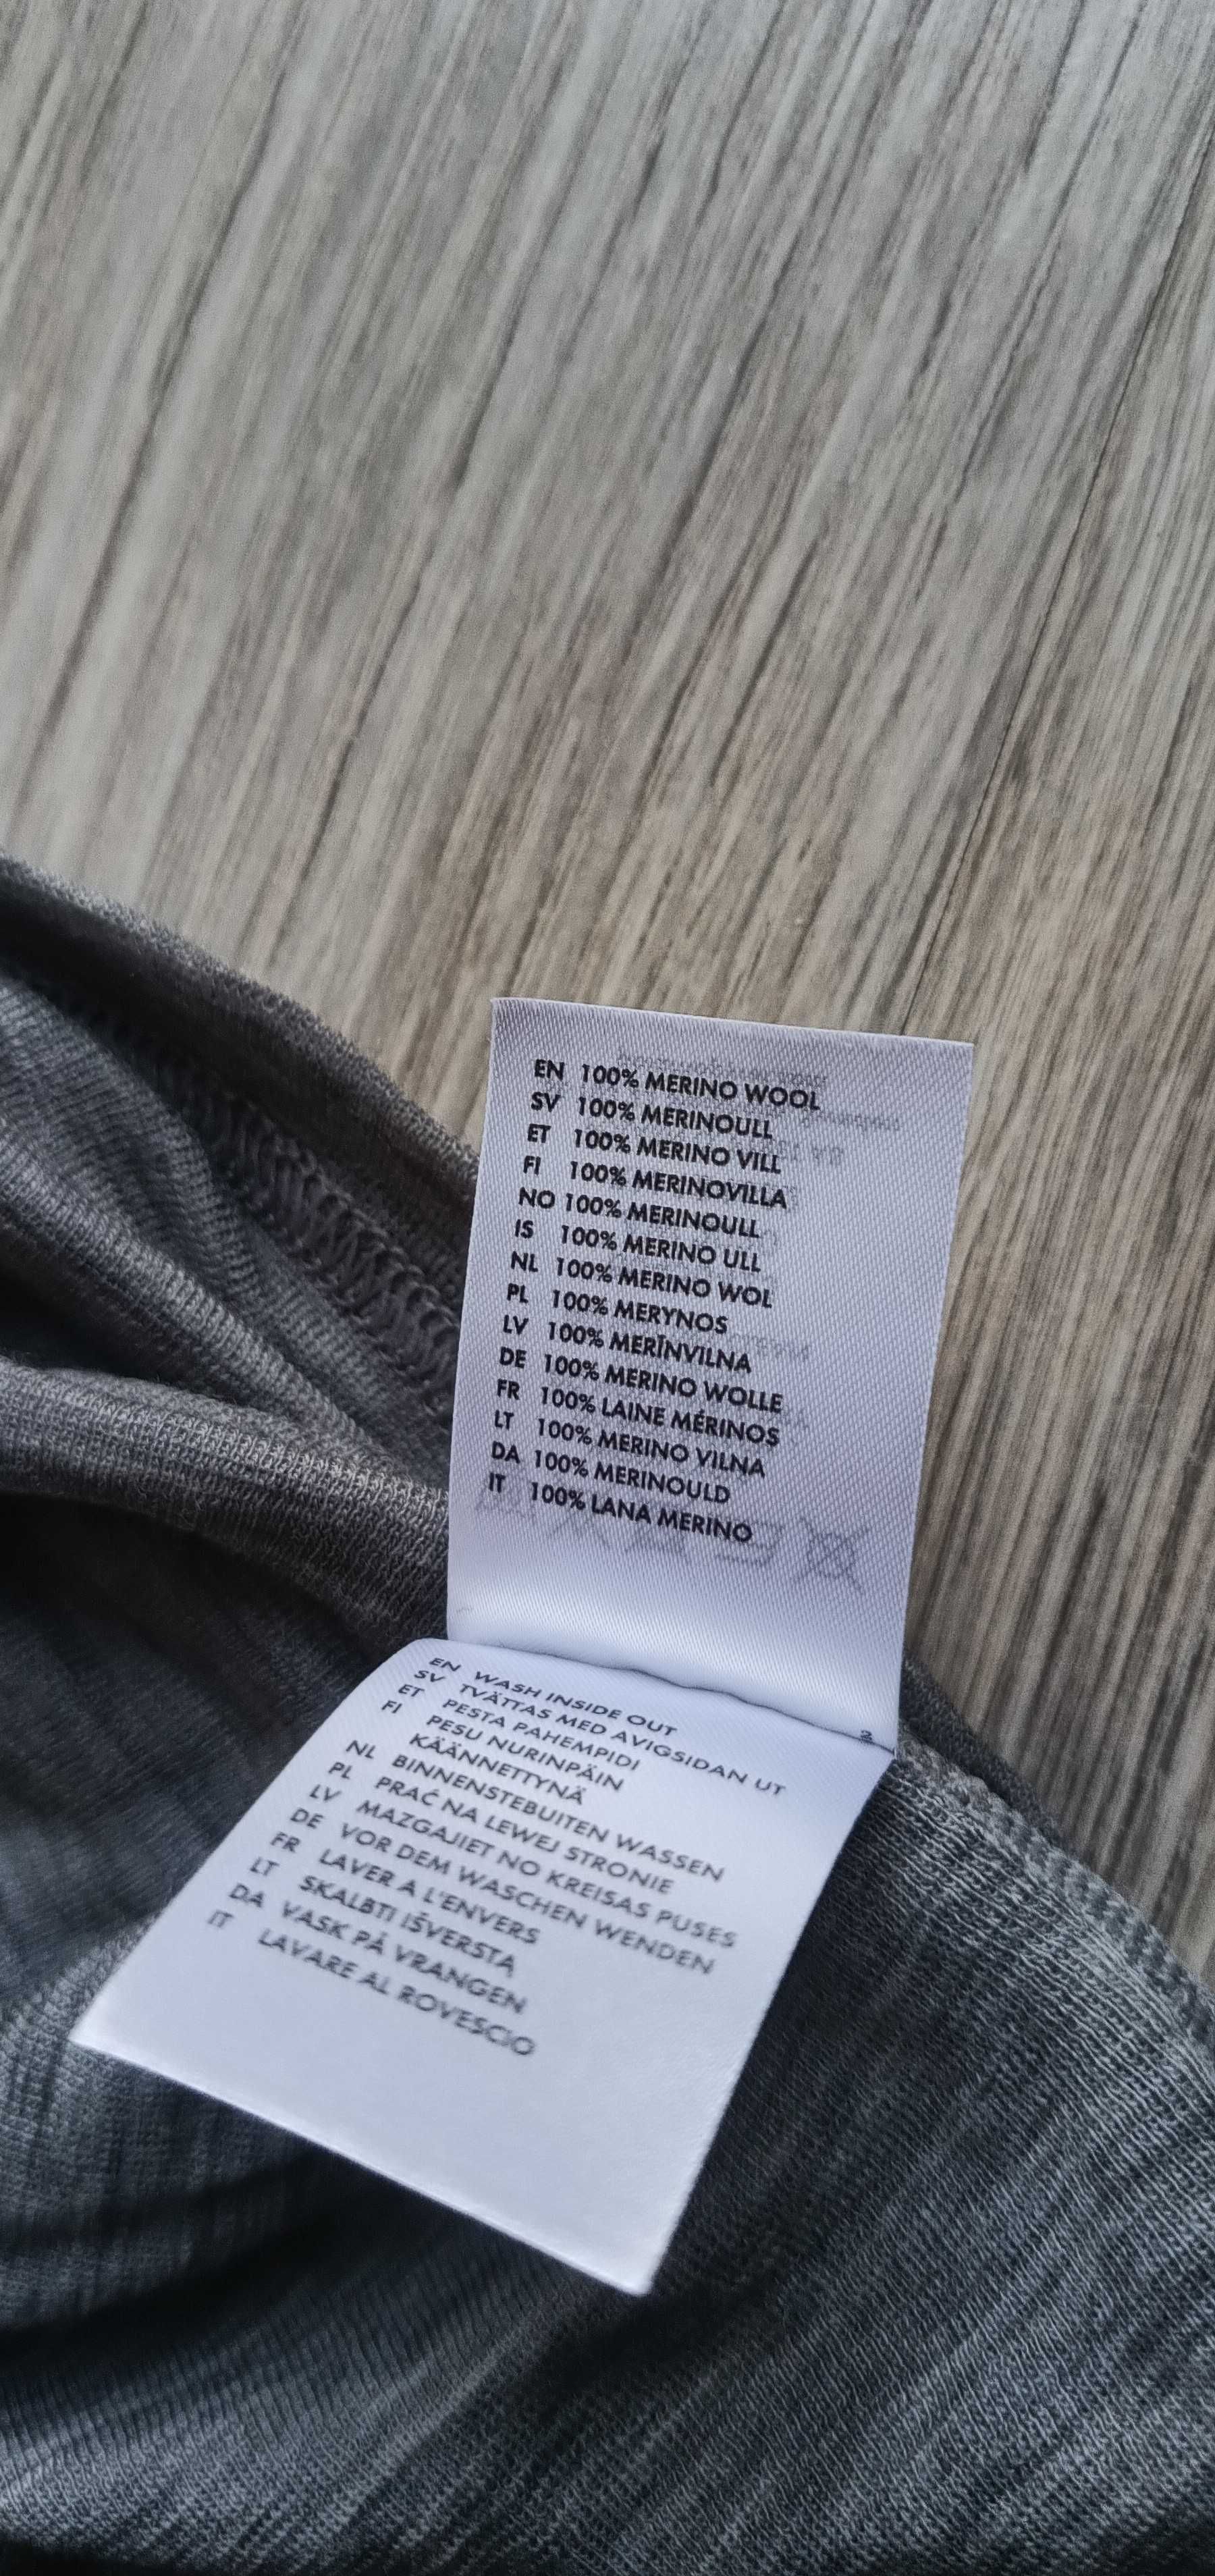 EN 100% MERINO WOOL
SV 100% MERINOULL
ET 100% MERINO VILL
FI 100% MERINOVILLA
NO 100% MERINOULL
IS 100% MERINO ULL
NL 100% MERINO WOL
PL 100% MERYNOS
LV 100% MERĪNVILNA
DE 100% MERINO WOLLE
FR 100% LAINE MÉRINOS
LT 100% MERINO VILNA
DA 100% MERINOULD
IT 100% LANA MERINO
2
EN WASH INSIDE OUT
SV TVÄTTAS MED AVIGSIDAN UT
ET PESTA PAHEMPIDI
FI PESU NURINPÄIN
KÄÄNNETTYNÄ
NL BINNENSTEBUITEN WASSEN
PL PRAĆ NA LEWEJ STRONIE
LV MAZGAJIET NO KREISAS PUSES
DE VOR DEM WASCHEN WENDEN
FR LAVER A L'ENVERS
LT SKALBTI IŠVERSTA
DA VASK PÅ VRANGEN
IT LAVARE AL ROVESCIO